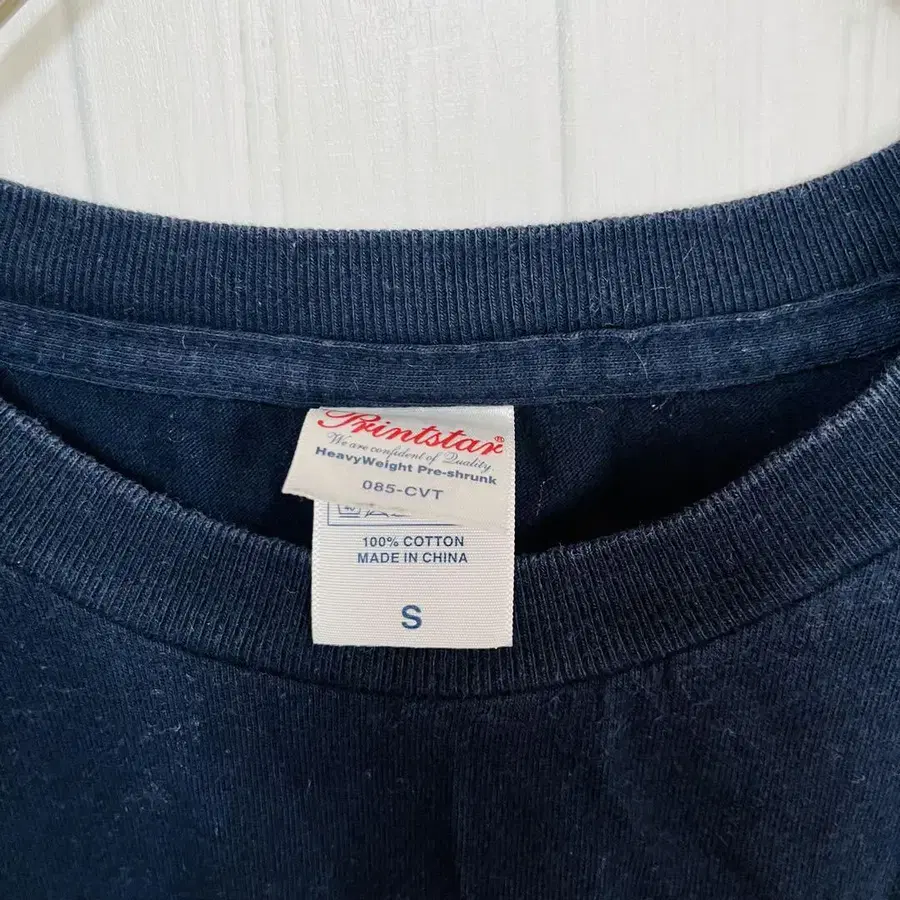 Printstar®
We are confident of Quality.
HeavyWeight Pre-shrunk
085-CVT
100% COTTON
MADE IN CHINA
S